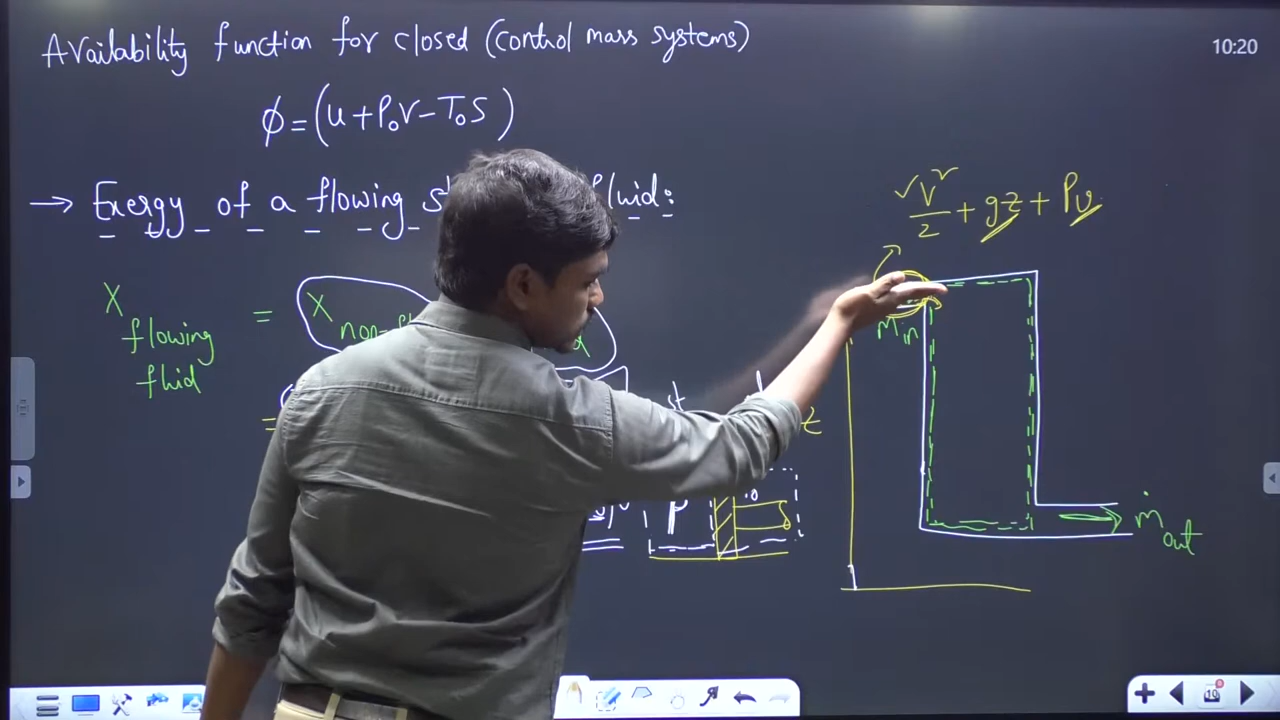 Availability function for closed (control mass systems)
10:20
φ = (u + P₀V − T₀S)
→ Exergy of a flowing
V²/2 + gz + Pv
X flowing fluid = X
ṁin
z
P
ṁout
19